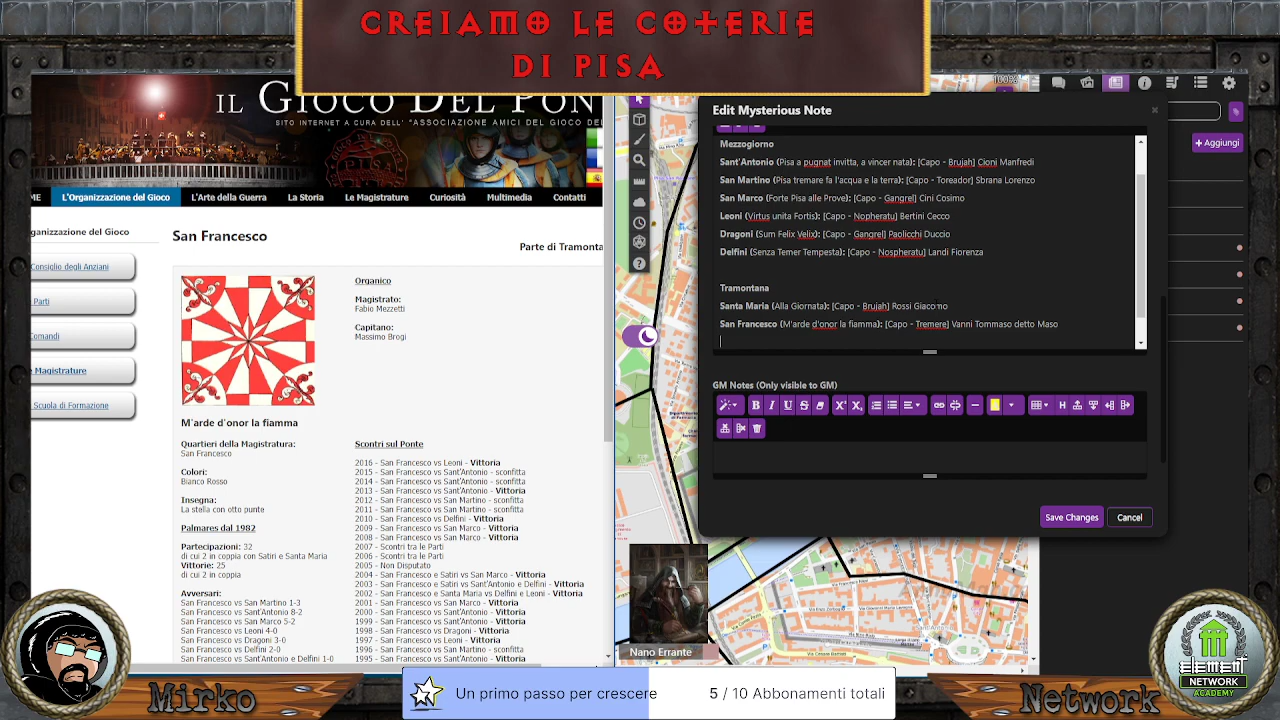 CREIAMO LE COTERIE
DI PISA
IL GIOCO DEL PON
SITO INTERNET A CURA DELL' "ASSOCIAZIONE AMICI DEL GIOCO DE
ME
L'Organizzazione del Gioco
L'Arte della Guerra
La Storia
Le Magistrature
Curiosità
Multimedia
Contatti
ganizzazione del Gioco
Consiglio degli Anziani
Parti
Comandi
Magistrature
Scuola di Formazione
San Francesco
Parte di Tramonta
Organico
Magistrato:
Fabio Mezzetti
Capitano:
Massimo Brogi
M'arde d'onor la fiamma
Quartieri della Magistratura:
San Francesco
Colori:
Bianco Rosso
Insegna:
La stella con otto punte
Palmares dal 1982
Partecipazioni: 32
di cui 2 in coppia con Satiri e Santa Maria
Vittorie: 25
di cui 2 in coppia
Avversari:
San Francesco vs San Martino 1-3
San Francesco vs Sant'Antonio 8-2
San Francesco vs San Marco 5-2
San Francesco vs Leoni 4-0
San Francesco vs Dragoni 3-0
San Francesco vs Delfini 2-0
San Francesco vs Sant'Antonio e Delfini 1-0
Scontri sul Ponte
2016 - San Francesco vs Leoni - Vittoria
2015 - San Francesco vs Sant'Antonio - sconfitta
2014 - San Francesco vs Sant'Antonio - sconfitta
2013 - San Francesco vs Sant'Antonio - Vittoria
2012 - San Francesco vs San Martino - sconfitta
2011 - San Francesco vs San Martino - sconfitta
2010 - San Francesco vs Delfini - Vittoria
2009 - San Francesco vs San Marco - Vittoria
2008 - San Francesco vs San Marco - Vittoria
2007 - Scontri tra le Parti
2006 - Scontri tra le Parti
2005 - Non Disputato
2004 - San Francesco e Satiri vs San Marco - Vittoria
2003 - San Francesco e Satiri vs Sant'Antonio e Delfini - Vittoria
2002 - San Francesco e Santa Maria vs Delfini e Leoni - Vittoria
2001 - San Francesco vs San Marco - Vittoria
2000 - San Francesco vs Sant'Antonio - Vittoria
1999 - San Francesco vs Sant'Antonio - Vittoria
1998 - San Francesco vs Dragoni - Vittoria
1997 - San Francesco vs Leoni - Vittoria
1996 - San Francesco vs San Martino - sconfitta
1995 - San Francesco vs Sant'Antonio - Vittoria
100%
Edit Mysterious Note
+ Aggiungi
Mezzogiorno
Sant'Antonio (Pisa a pugnat invitta, a vincer nata): [Capo - Brujah] Cioni Manfredi
San Martino (Pisa tremare fa l'acqua e la terra): [Capo - Toreador] Sbrana Lorenzo
San Marco (Forte Pisa alle Prove): [Capo - Gangrel] Cini Cosimo
Leoni (Virtus unita Fortis): [Capo - Nopheratu] Bertini Cecco
Dragoni (Sum Felix Velix): [Capo - Gangrel] Paolicchi Duccio
Delfini (Senza Temer Tempesta): [Capo - Nospheratu] Landi Fiorenza
Tramontana
Santa Maria (Alla Giornata): [Capo - Brujah] Rossi Giacomo
San Francesco (M'arde d'onor la fiamma): [Capo - Tremere] Vanni Tommaso detto Maso
GM Notes (Only visible to GM)
Save Changes
Cancel
Nano Errante
Mirko
Un primo passo per crescere
5 / 10 Abbonamenti totali
Network
ELEMENT
NETWORK
ACADEMY